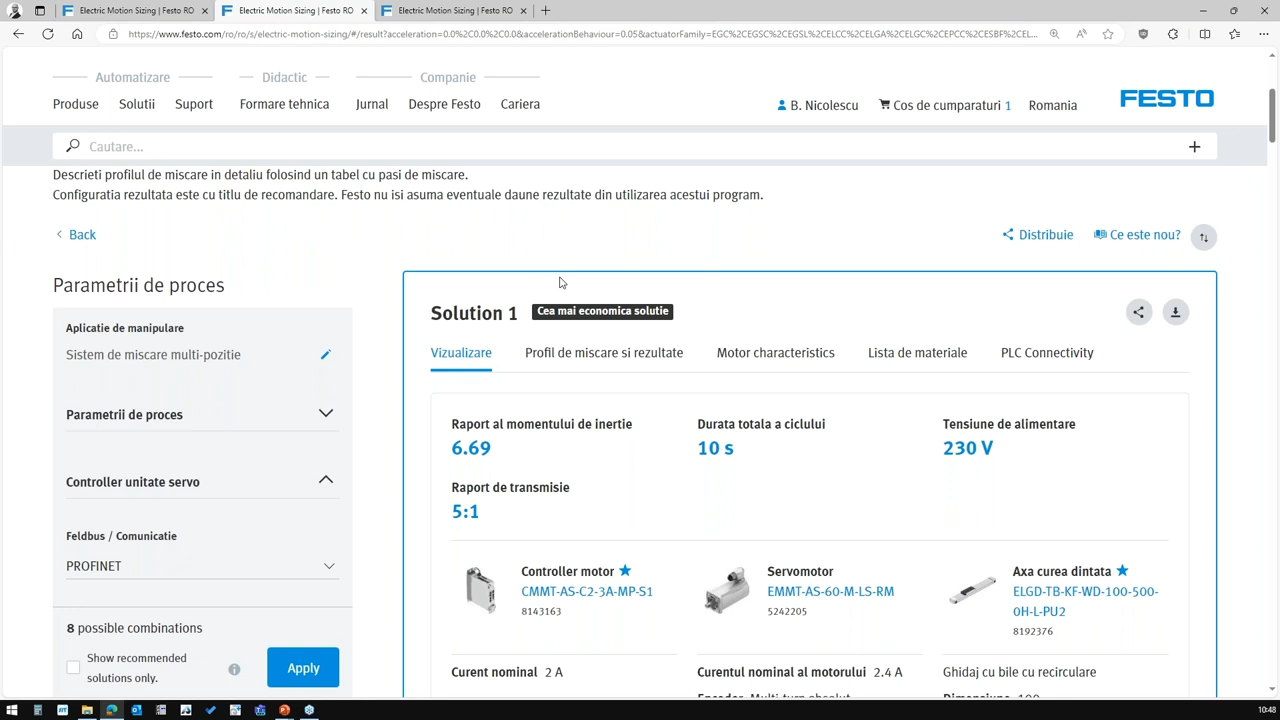 Electric Motion Sizing | Festo RO
Electric Motion Sizing | Festo RO
Electric Motion Sizing | Festo RO
https://www.festo.com/ro/ro/s/electric-motion-sizing/#/result?acceleration=0.0%2C0.0%2C0.0&accelerationBehaviour=0.05&actuatorFamily=EGC%2CEGSC%2CEGSL%2CELCC%2CELGA%2CELGC%2CEPCC%2CESBF%2CEL...
Automatizare
Didactic
Companie
Produse
Solutii
Suport
Formare tehnica
Jurnal
Despre Festo
Cariera
B. Nicolescu
Cos de cumparaturi 1
Romania
FESTO
Cautare...
Descrieti profilul de miscare in detaliu folosind un tabel cu pasi de miscare.
Configuratia rezultata este cu titlu de recomandare. Festo nu isi asuma eventuale daune rezultate din utilizarea acestui program.
Back
Distribuie
Ce este nou?
Parametrii de proces
Aplicatie de manipulare
Sistem de miscare multi-pozitie
Parametrii de proces
Controller unitate servo
Feldbus / Comunicatie
PROFINET
8 possible combinations
Show recommended
solutions only.
Apply
Solution 1
Cea mai economica solutie
Vizualizare
Profil de miscare si rezultate
Motor characteristics
Lista de materiale
PLC Connectivity
Raport al momentului de inertie
6.69
Durata totala a ciclului
10 s
Tensiune de alimentare
230 V
Raport de transmisie
5:1
Controller motor
CMMT-AS-C2-3A-MP-S1
8143163
Servomotor
EMMT-AS-60-M-LS-RM
5242205
Axa curea dintata
ELGD-TB-KF-WD-100-500-
0H-L-PU2
8192376
Curent nominal 2 A
Curentul nominal al motorului 2.4 A
Ghidaj cu bile cu recirculare
Encoder Multi-turn absolut
Dimensiune 100
10:48